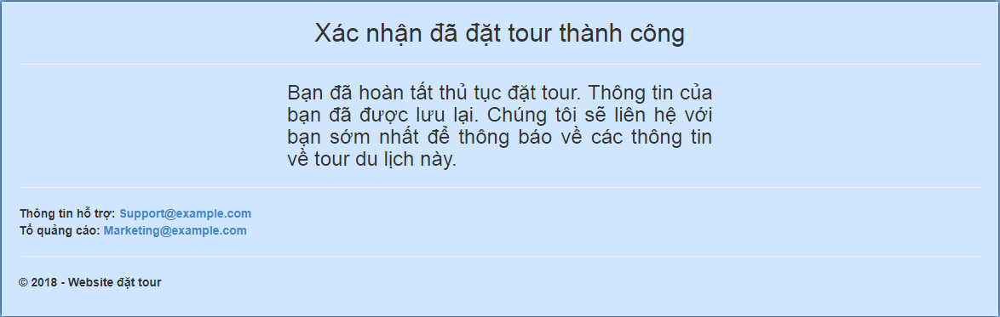 Xác nhận đã đặt tour thành công
Bạn đã hoàn tất thủ tục đặt tour. Thông tin của
bạn đã được lưu lại. Chúng tôi sẽ liên hệ với
bạn sớm nhất để thông báo về các thông tin
về tour du lịch này.
Thông tin hỗ trợ: Support@example.com
Tổ quảng cáo: Marketing@example.com
© 2018 - Website đặt tour